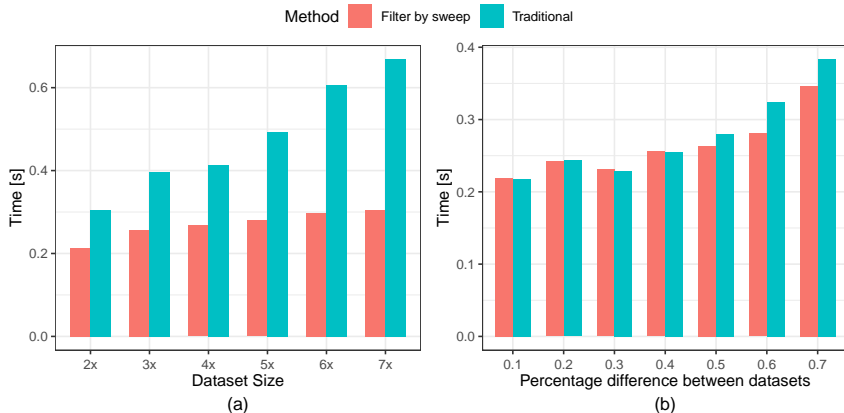 Method Filter by sweep Traditional
Time [s]
0.6
0.4
0.2
0.0
2x 3x 4x 5x 6x 7x
Dataset Size
(a)
Time [s]
0.4
0.3
0.2
0.1
0.0
0.1 0.2 0.3 0.4 0.5 0.6 0.7
Percentage difference between datasets
(b)